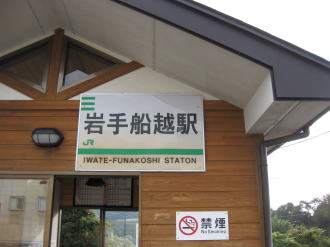 岩手船越駅
JR
IWATE-FUNAKOSHI STATON
禁煙
No Smoking